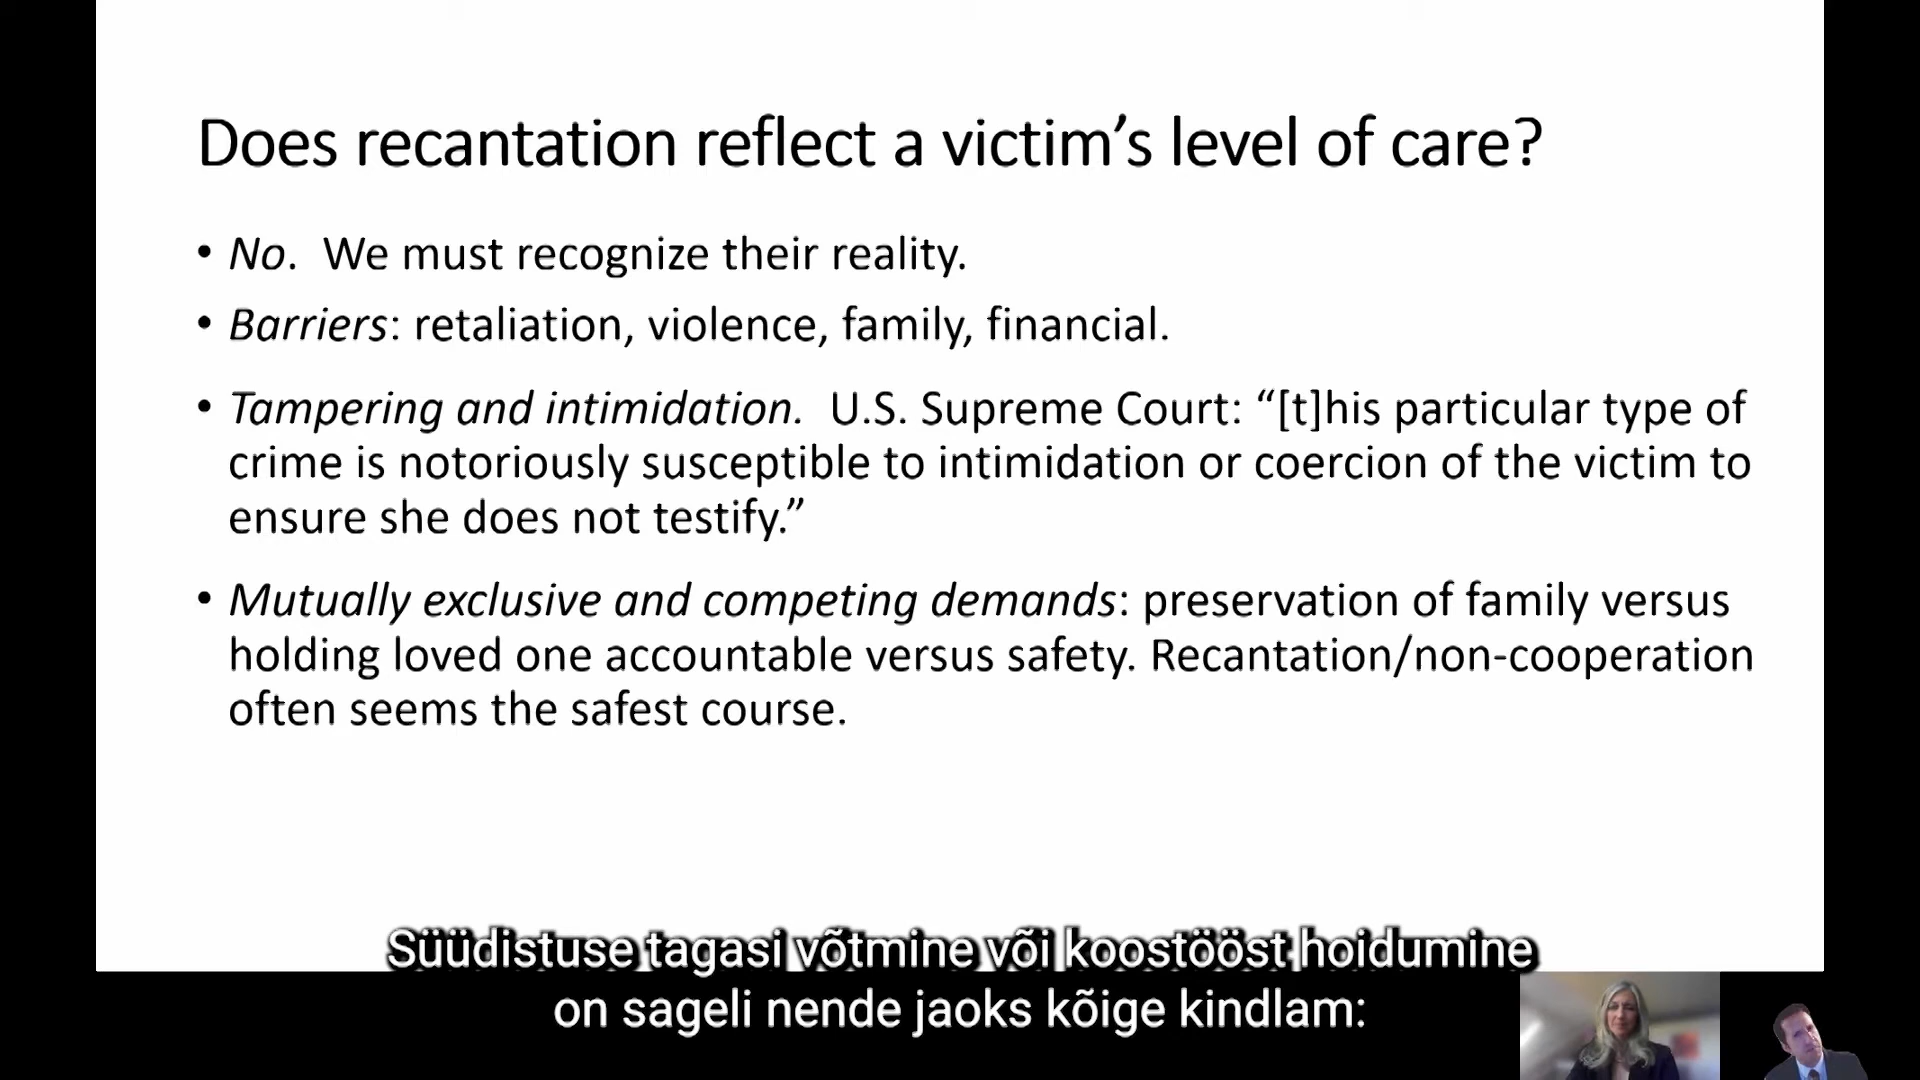 Does recantation reflect a victim’s level of care?
• No.  We must recognize their reality.
• Barriers: retaliation, violence, family, financial.
• Tampering and intimidation.  U.S. Supreme Court: “[t]his particular type of
crime is notoriously susceptible to intimidation or coercion of the victim to
ensure she does not testify.”
• Mutually exclusive and competing demands: preservation of family versus
holding loved one accountable versus safety. Recantation/non-cooperation
often seems the safest course.
Süüdistuse tagasi võtmine või koostööst hoidumine
on sageli nende jaoks kõige kindlam: